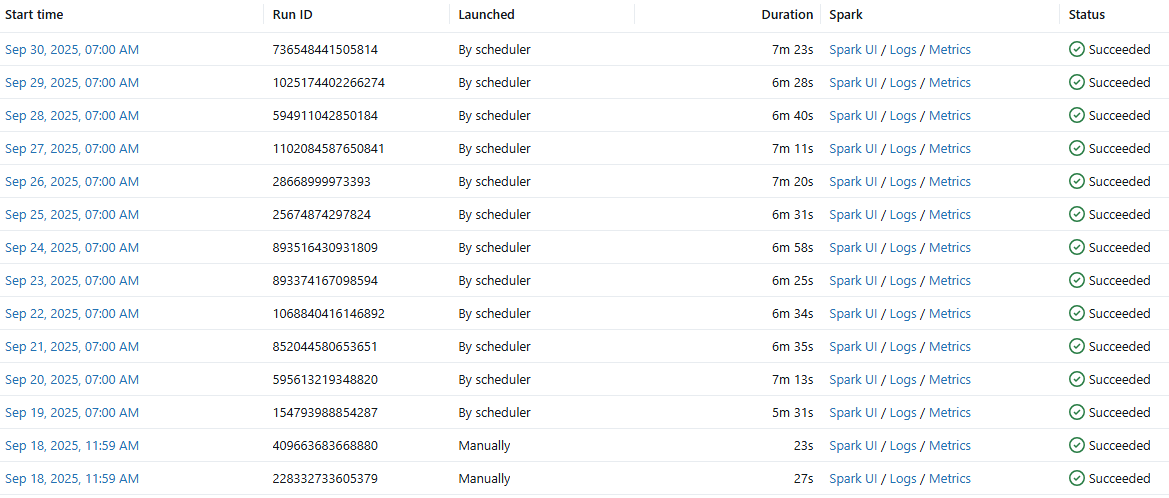 Start time Run ID Launched Duration Spark Status
Sep 30, 2025, 07:00 AM 736548441505814 By scheduler 7m 23s Spark UI / Logs / Metrics Succeeded
Sep 29, 2025, 07:00 AM 1025174402266274 By scheduler 6m 28s Spark UI / Logs / Metrics Succeeded
Sep 28, 2025, 07:00 AM 594911042850184 By scheduler 6m 40s Spark UI / Logs / Metrics Succeeded
Sep 27, 2025, 07:00 AM 1102084587650841 By scheduler 7m 11s Spark UI / Logs / Metrics Succeeded
Sep 26, 2025, 07:00 AM 28668999973393 By scheduler 7m 20s Spark UI / Logs / Metrics Succeeded
Sep 25, 2025, 07:00 AM 25674874297824 By scheduler 6m 31s Spark UI / Logs / Metrics Succeeded
Sep 24, 2025, 07:00 AM 893516430931809 By scheduler 6m 58s Spark UI / Logs / Metrics Succeeded
Sep 23, 2025, 07:00 AM 893374167098594 By scheduler 6m 25s Spark UI / Logs / Metrics Succeeded
Sep 22, 2025, 07:00 AM 1068840416146892 By scheduler 6m 34s Spark UI / Logs / Metrics Succeeded
Sep 21, 2025, 07:00 AM 852044580653651 By scheduler 6m 35s Spark UI / Logs / Metrics Succeeded
Sep 20, 2025, 07:00 AM 595613219348820 By scheduler 7m 13s Spark UI / Logs / Metrics Succeeded
Sep 19, 2025, 07:00 AM 154793988854287 By scheduler 5m 31s Spark UI / Logs / Metrics Succeeded
Sep 18, 2025, 11:59 AM 409663683668880 Manually 23s Spark UI / Logs / Metrics Succeeded
Sep 18, 2025, 11:59 AM 228332733605379 Manually 27s Spark UI / Logs / Metrics Succeeded